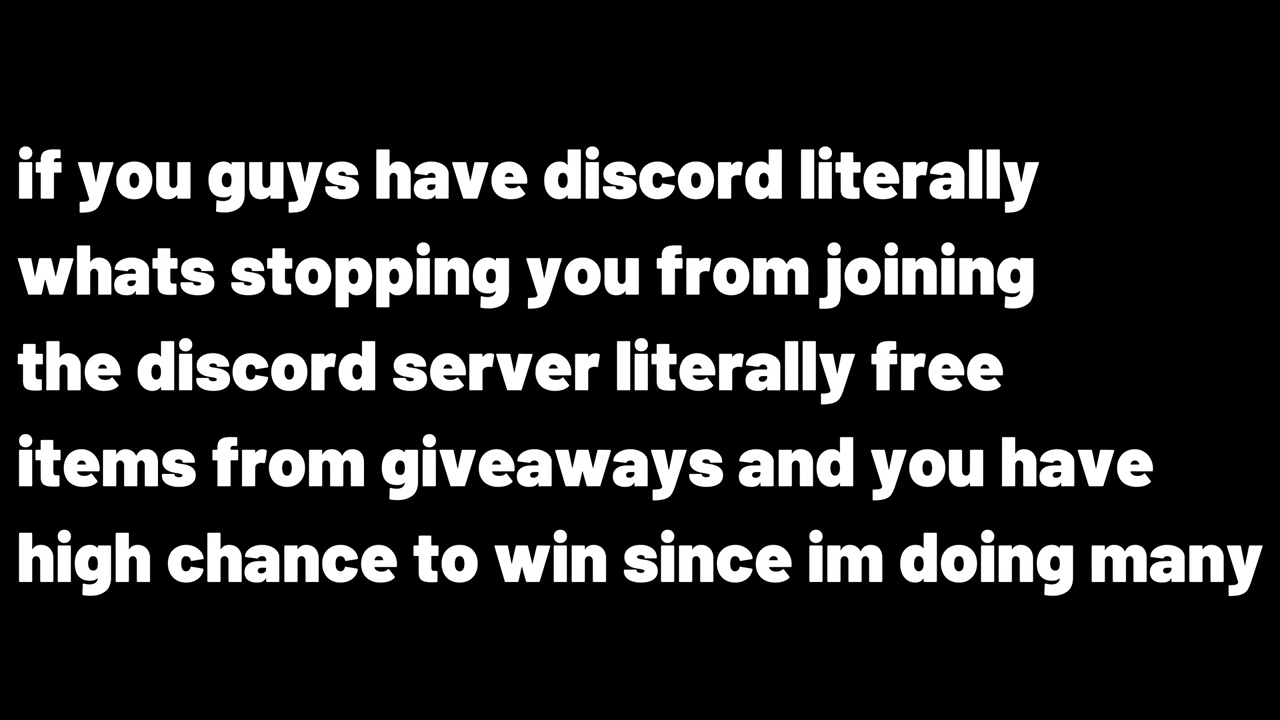 if you guys have discord literally
whats stopping you from joining
the discord server literally free
items from giveaways and you have
high chance to win since im doing many